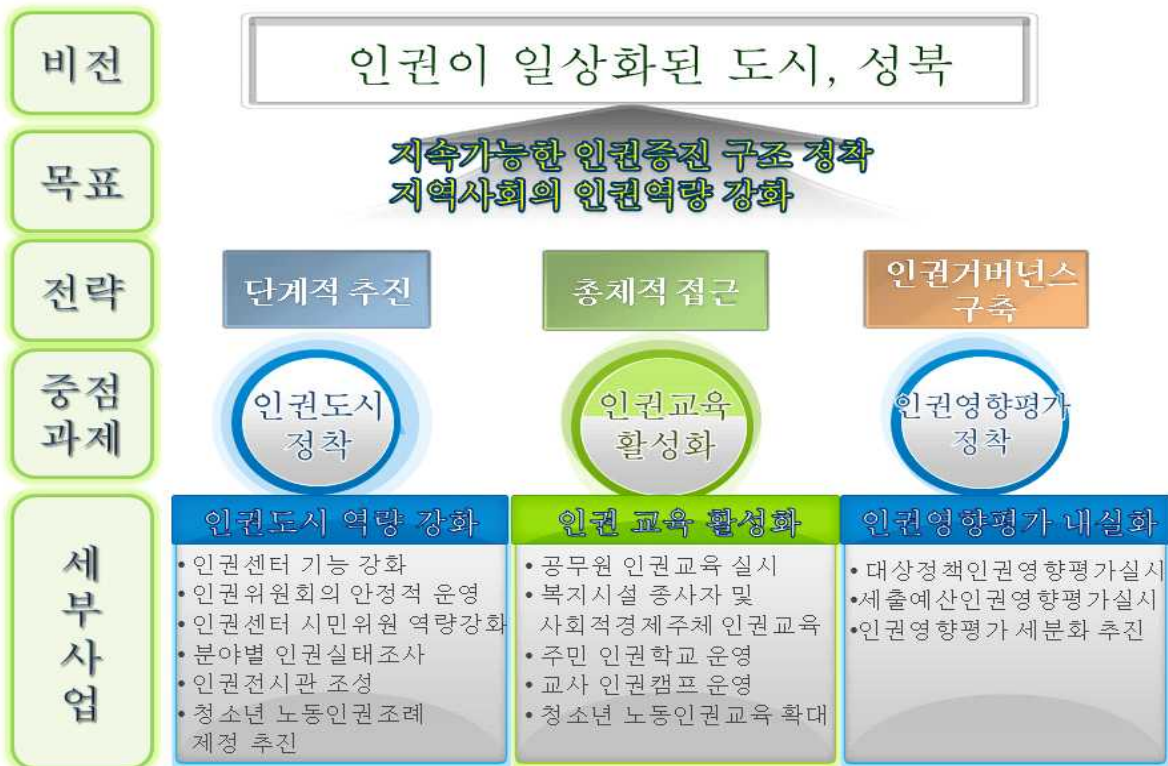 비전
인권이 일상화된 도시, 성북
목표
지속가능한 인권증진 구조 정착
지역사회의 인권역량 강화
전략
단계적 추진
총체적 접근
인권거버넌스
구축
중점
과제
인권도시
정착
인권교육
활성화
인권영향평가
정착
세
부
사
업
인권도시 역량 강화
• 인권센터 기능 강화
• 인권위원회의 안정적 운영
• 인권센터 시민위원 역량강화
• 분야별 인권실태조사
• 인권전시관 조성
• 청소년 노동인권조례
제정 추진
인권 교육 활성화
• 공무원 인권교육 실시
• 복지시설 종사자 및
사회적경제주체 인권교육
• 주민 인권학교 운영
• 교사 인권캠프 운영
• 청소년 노동인권교육 확대
인권영향평가 내실화
• 대상정책인권영향평가실시
•세출예산인권영향평가실시
•인권영향평가 세분화 추진